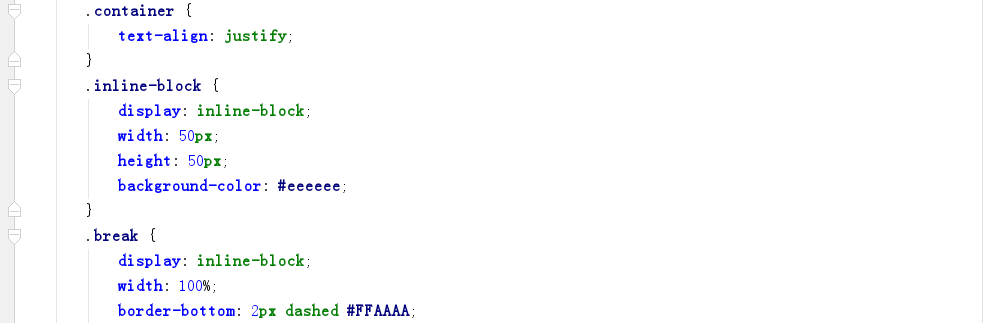 .container {
text-align: justify;
}
.inline-block {
display: inline-block;
width: 50px;
height: 50px;
background-color: #eeeeee;
}
.break {
display: inline-block;
width: 100%;
border-bottom: 2px dashed #FFAAAA;